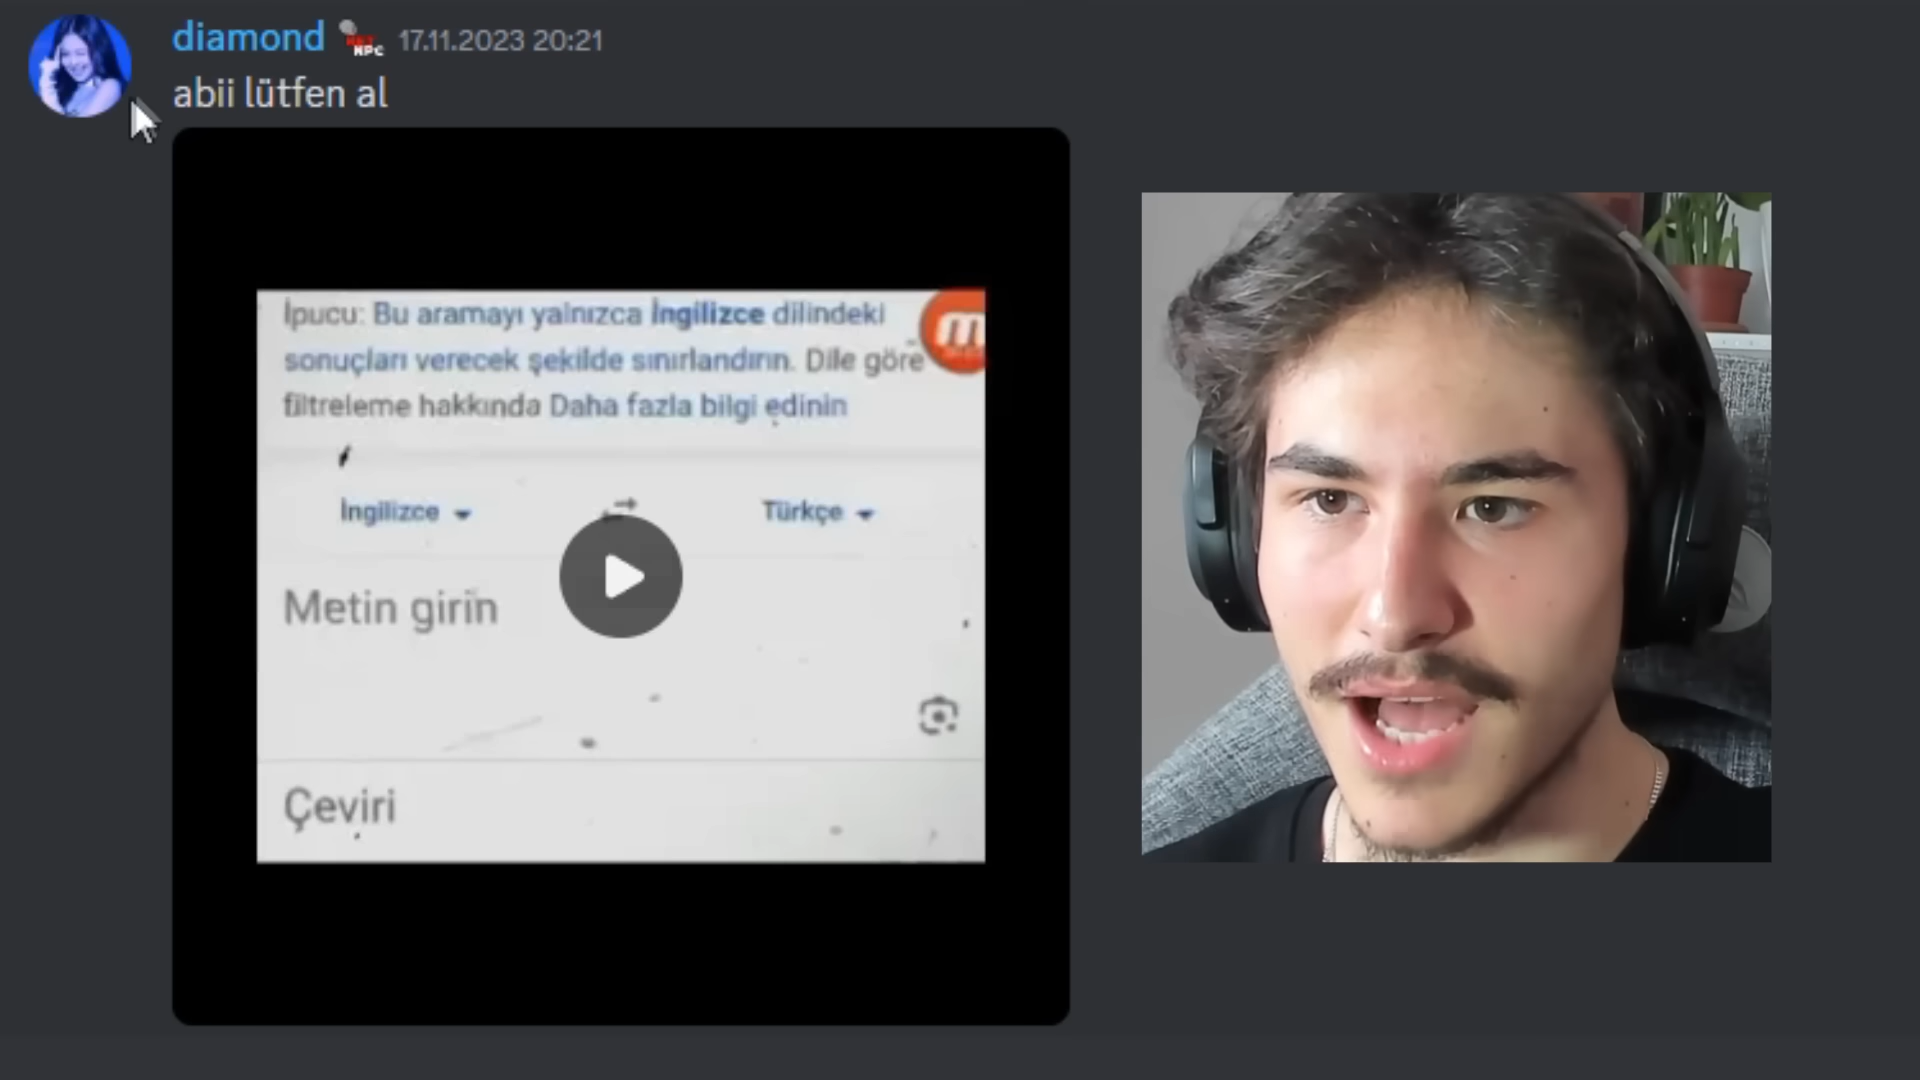 diamond NPC 17.11.2023 20:21
abii lütfen al
İpucu: Bu aramayı yalnızca İngilizce dilindeki
sonuçları verecek şekilde sınırlandırın. Dile göre
filtreleme hakkında Daha fazla bilgi edinin
İngilizce
Türkçe
Metin girin
Çeviri